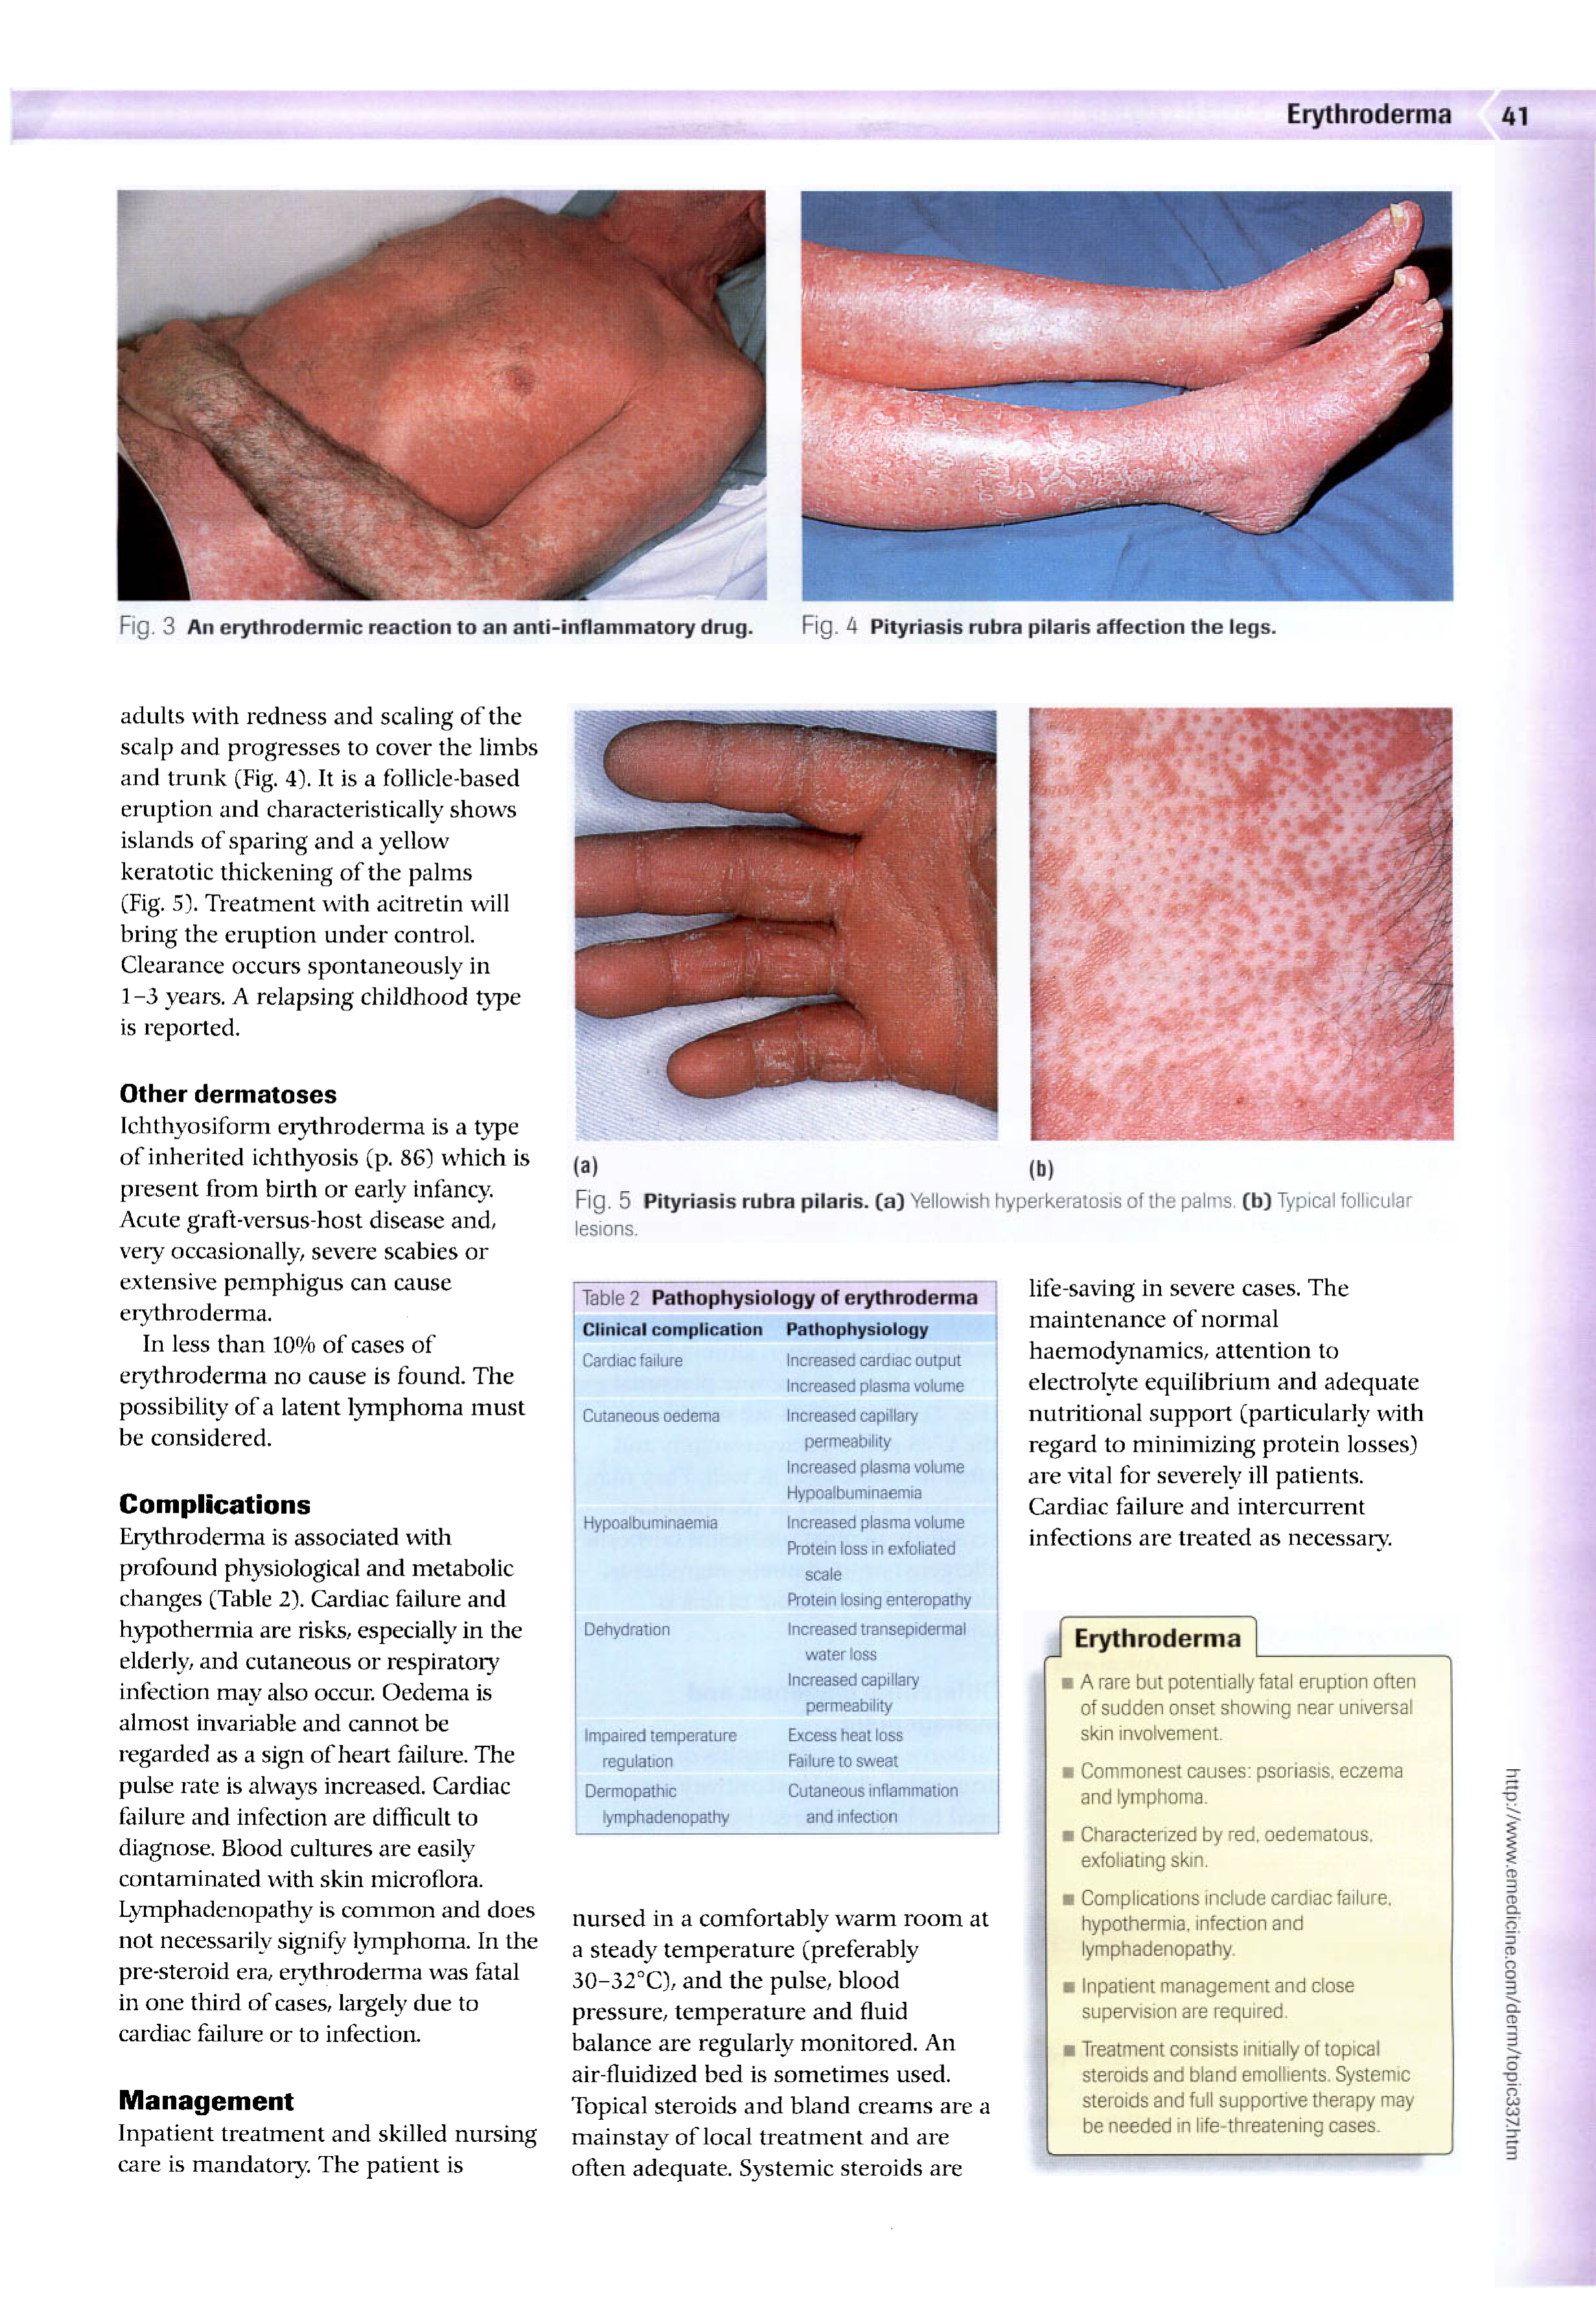 Erythroderma 41
Fig. 3 An erythrodermic reaction to an anti-inflammatory drug.
Fig. 4 Pityriasis rubra pilaris affection the legs.
adults with redness and scaling of the
scalp and progresses to cover the limbs
and trunk (Fig. 4). It is a follicle-based
eruption and characteristically shows
islands of sparing and a yellow
keratotic thickening of the palms
(Fig. 5). Treatment with acitretin will
bring the eruption under control.
Clearance occurs spontaneously in
1–3 years. A relapsing childhood type
is reported.
Other dermatoses
Ichthyosiform erythroderma is a type
of inherited ichthyosis (p. 86) which is
present from birth or early infancy.
Acute graft-versus-host disease and,
very occasionally, severe scabies or
extensive pemphigus can cause
erythroderma.
In less than 10% of cases of
erythroderma no cause is found. The
possibility of a latent lymphoma must
be considered.
Complications
Erythroderma is associated with
profound physiological and metabolic
changes (Table 2). Cardiac failure and
hypothermia are risks, especially in the
elderly, and cutaneous or respiratory
infection may also occur. Oedema is
almost invariable and cannot be
regarded as a sign of heart failure. The
pulse rate is always increased. Cardiac
failure and infection are difficult to
diagnose. Blood cultures are easily
contaminated with skin microflora.
Lymphadenopathy is common and does
not necessarily signify lymphoma. In the
pre-steroid era, erythroderma was fatal
in one third of cases, largely due to
cardiac failure or to infection.
Management
Inpatient treatment and skilled nursing
care is mandatory. The patient is
(a)
(b)
Fig. 5 Pityriasis rubra pilaris. (a) Yellowish hyperkeratosis of the palms. (b) Typical follicular
lesions.
Table 2 Pathophysiology of erythroderma
Clinical complication Pathophysiology
Cardiac failure Increased cardiac output
Increased plasma volume
Cutaneous oedema Increased capillary
permeability
Increased plasma volume
Hypoalbuminaemia
Hypoalbuminaemia Increased plasma volume
Protein loss in exfoliated
scale
Protein losing enteropathy
Dehydration Increased transepidermal
water loss
Increased capillary
permeability
Impaired temperature Excess heat loss
regulation Failure to sweat
Dermopathic Cutaneous inflammation
lymphadenopathy and infection
nursed in a comfortably warm room at
a steady temperature (preferably
30–32°C), and the pulse, blood
pressure, temperature and fluid
balance are regularly monitored. An
air-fluidized bed is sometimes used.
Topical steroids and bland creams are a
mainstay of local treatment and are
often adequate. Systemic steroids are
life-saving in severe cases. The
maintenance of normal
haemodynamics, attention to
electrolyte equilibrium and adequate
nutritional support (particularly with
regard to minimizing protein losses)
are vital for severely ill patients.
Cardiac failure and intercurrent
infections are treated as necessary.
Erythroderma
■ A rare but potentially fatal eruption often
of sudden onset showing near universal
skin involvement.
■ Commonest causes: psoriasis, eczema
and lymphoma.
■ Characterized by red, oedematous,
exfoliating skin.
■ Complications include cardiac failure,
hypothermia, infection and
lymphadenopathy.
■ Inpatient management and close
supervision are required.
■ Treatment consists initially of topical
steroids and bland emollients. Systemic
steroids and full supportive therapy may
be needed in life-threatening cases.
http://www.emedicine.com/derm/topic337.htm